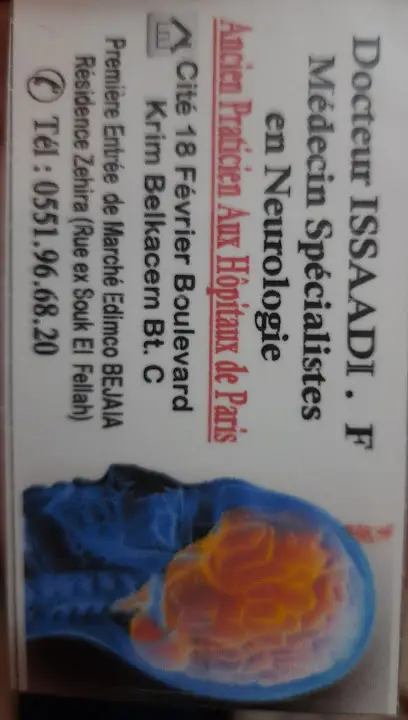 Docteur ISSAADI . F
Médecin Spécialistes
en Neurologie
Ancien Praticien Aux Hôpitaux de Paris
Cité 18 Février Boulevard
Krim Belkacem Bt. C
Première Entrée de Marché Edimco BEJAIA
Résidence Zehira (Rue ex Souk El Fellah)
Tél : 0551.96.68.20